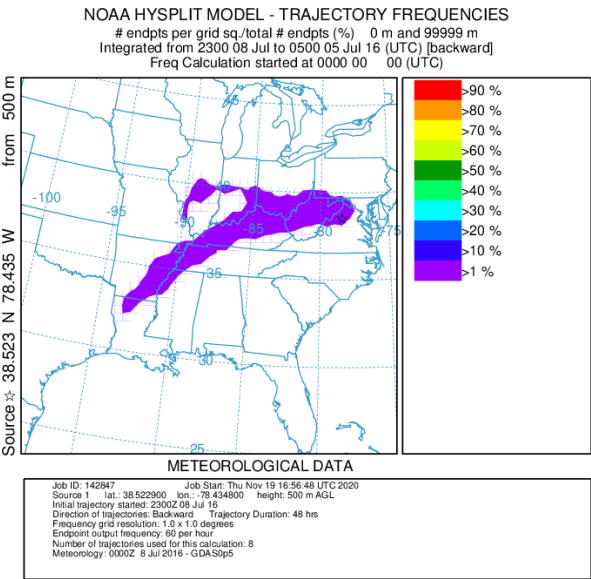 NOAA HYSPLIT MODEL - TRAJECTORY FREQUENCIES
# endpts per grid sq./total # endpts (%) 0 m and 99999 m
Integrated from 2300 08 Jul to 0500 05 Jul 16 (UTC) [backward]
Freq Calculation started at 0000 00 00 (UTC)
Source ☆ 38.523 N 78.435 W from 500 m
-100
-95
-90
-85
-80
-75
45
40
35
30
25
>90 %
>80 %
>70 %
>60 %
>50 %
>40 %
>30 %
>20 %
>10 %
>1 %
METEOROLOGICAL DATA
Job ID: 142847 Job Start: Thu Nov 19 16:56:48 UTC 2020
Source 1 lat.: 38.522900 lon.: -78.434800 height: 500 m AGL
Initial trajectory started: 2300Z 08 Jul 16
Direction of trajectories: Backward Trajectory Duration: 48 hrs
Frequency grid resolution: 1.0 x 1.0 degrees
Endpoint output frequency: 60 per hour
Number of trajectories used for this calculation: 8
Meteorology: 0000Z 8 Jul 2016 - GDAS0p5